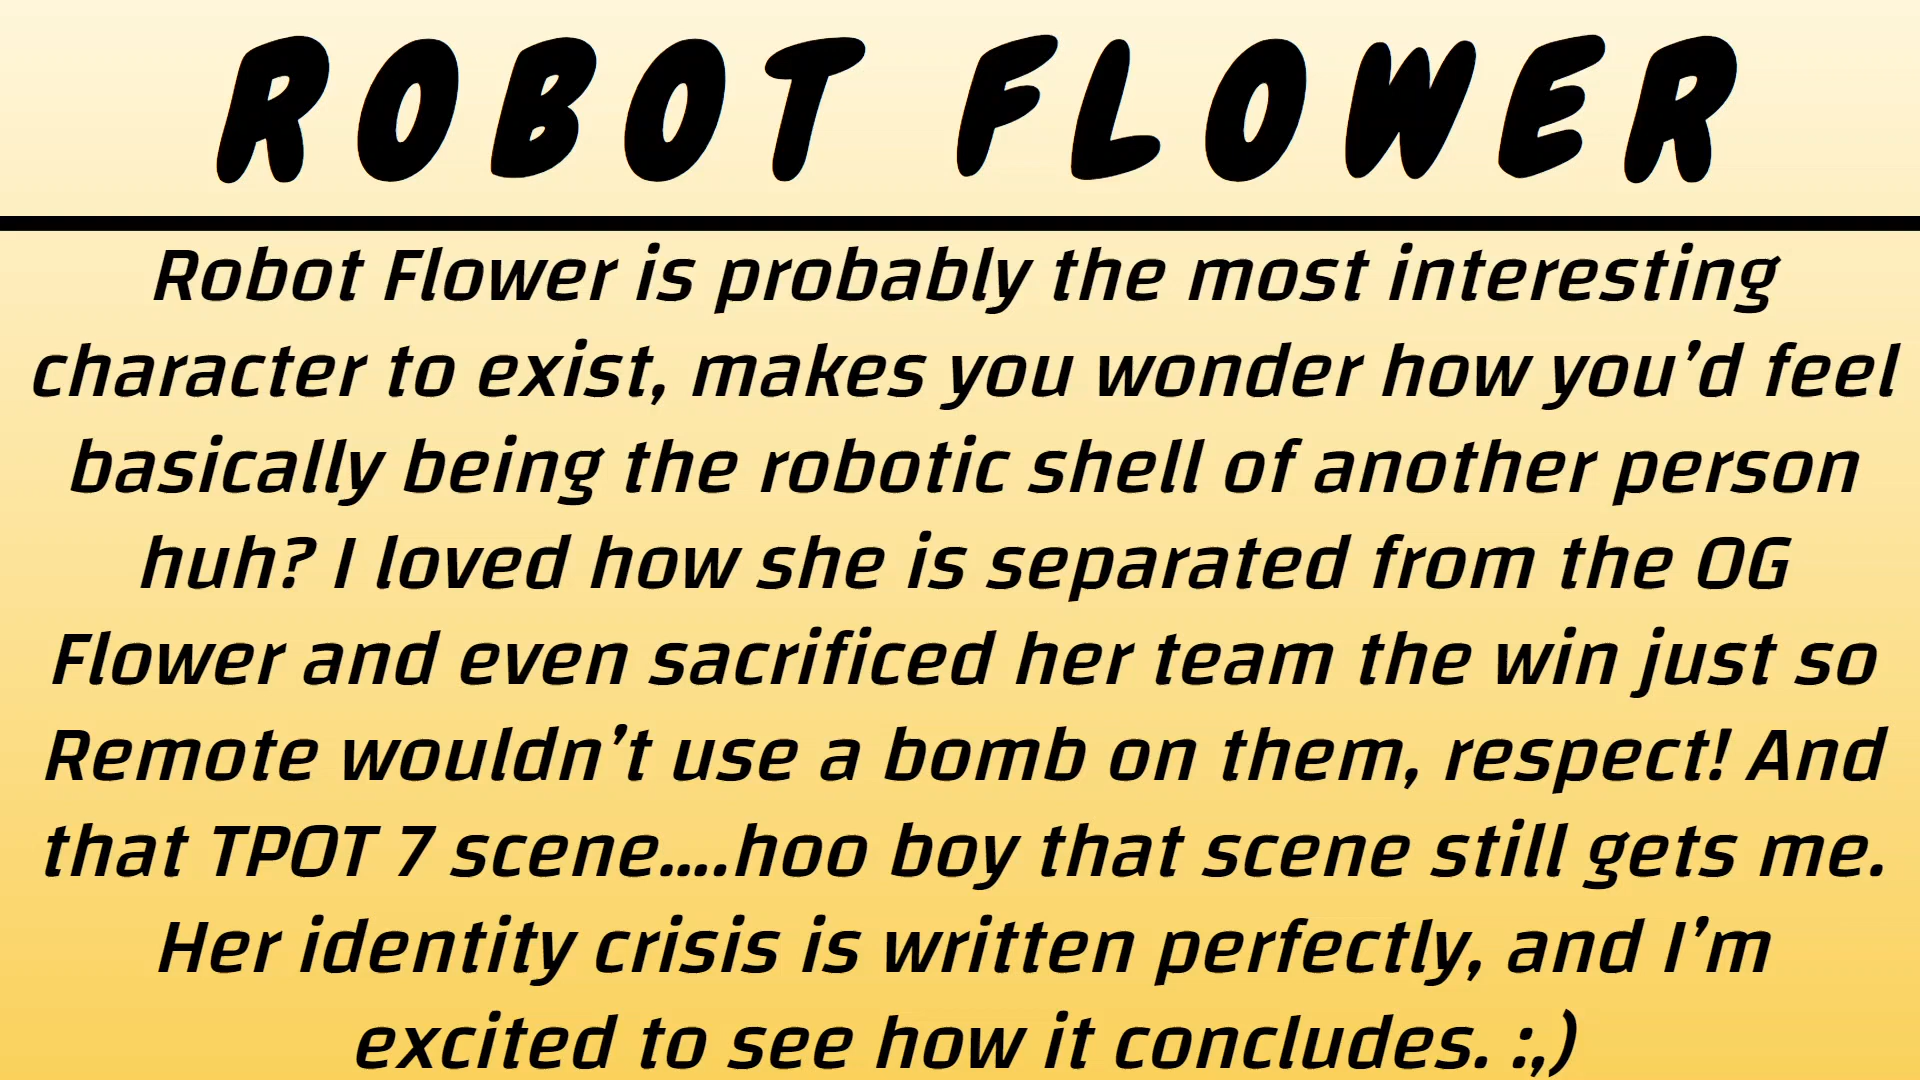 ROBOT FLOWER
Robot Flower is probably the most interesting
character to exist, makes you wonder how you’d feel
basically being the robotic shell of another person
huh? I loved how she is separated from the OG
Flower and even sacrificed her team the win just so
Remote wouldn’t use a bomb on them, respect! And
that TPOT 7 scene....hoo boy that scene still gets me.
Her identity crisis is written perfectly, and I’m
excited to see how it concludes. :,)